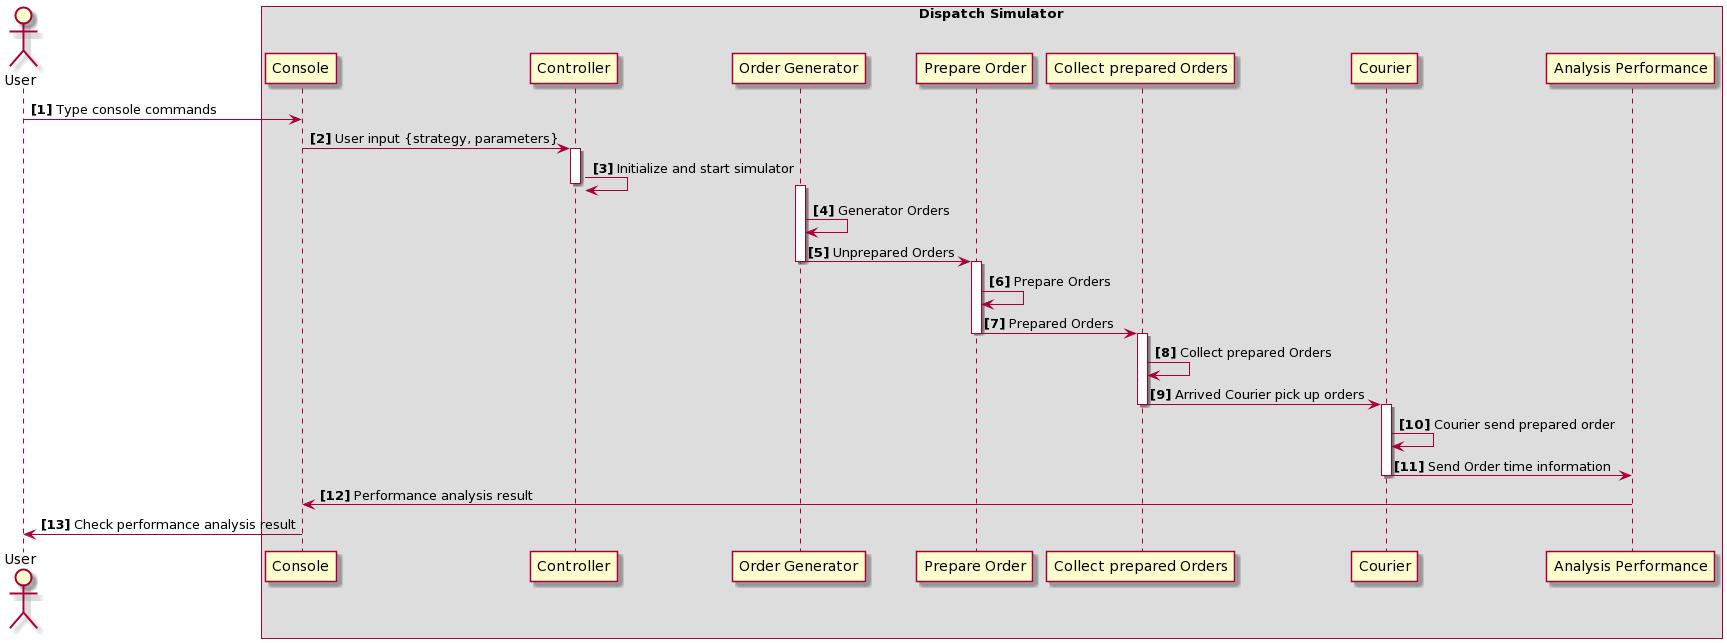 Dispatch Simulator
User
Console
Controller
Order Generator
Prepare Order
Collect prepared Orders
Courier
Analysis Performance
[1] Type console commands
[2] User input {strategy, parameters}
[3] Initialize and start simulator
[4] Generator Orders
[5] Unprepared Orders
[6] Prepare Orders
[7] Prepared Orders
[8] Collect prepared Orders
[9] Arrived Courier pick up orders
[10] Courier send prepared order
[11] Send Order time information
[12] Performance analysis result
[13] Check performance analysis result
User
Console
Controller
Order Generator
Prepare Order
Collect prepared Orders
Courier
Analysis Performance